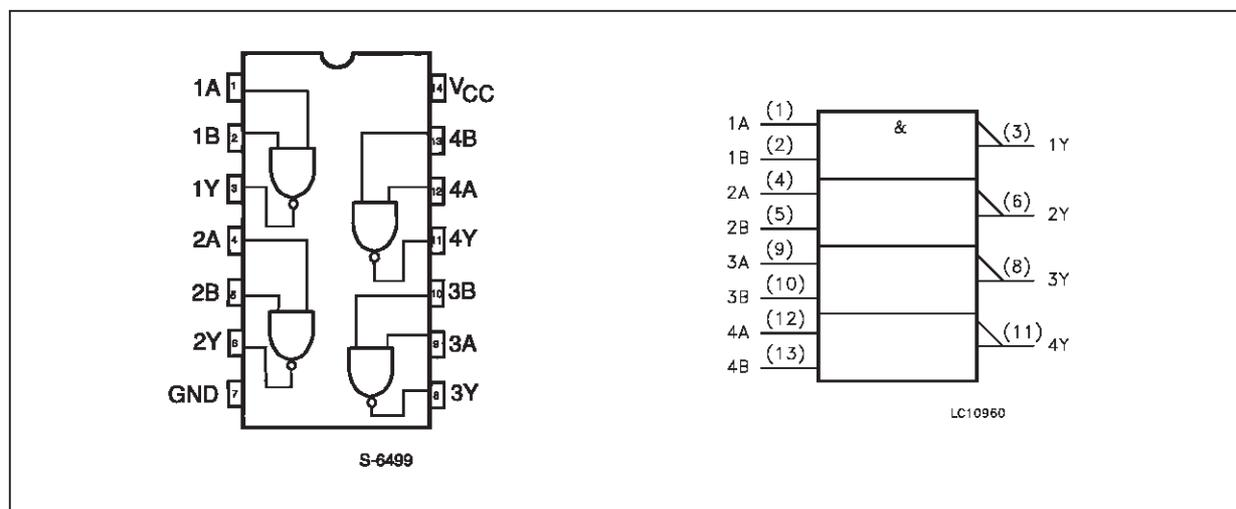 1A 1
1B 2
1Y 3
2A 4
2B 5
2Y 6
GND 7
14 VCC
13 4B
12 4A
11 4Y
10 3B
9 3A
8 3Y
S-6499
&
1A (1)
1B (2)
2A (4)
2B (5)
3A (9)
3B (10)
4A (12)
4B (13)
(3) 1Y
(6) 2Y
(8) 3Y
(11) 4Y
LC10960